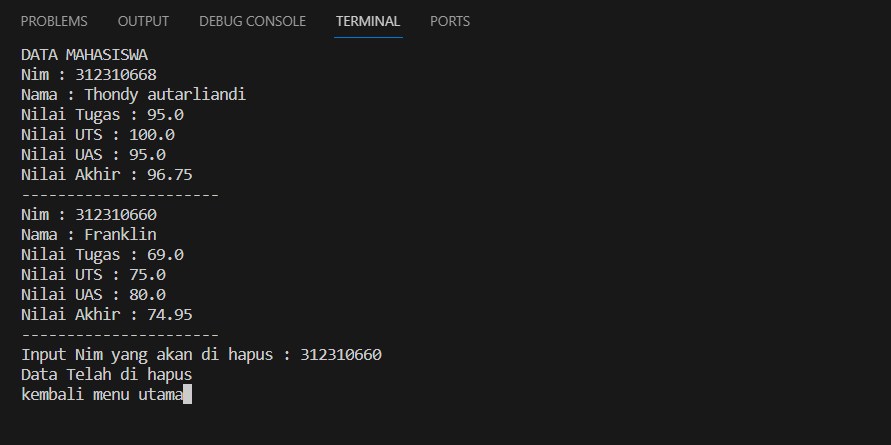 PROBLEMS OUTPUT DEBUG CONSOLE TERMINAL PORTS
DATA MAHASISWA
Nim : 312310668
Nama : Thondy autarliandi
Nilai Tugas : 95.0
Nilai UTS : 100.0
Nilai UAS : 95.0
Nilai Akhir : 96.75
----------------------
Nim : 312310660
Nama : Franklin
Nilai Tugas : 69.0
Nilai UTS : 75.0
Nilai UAS : 80.0
Nilai Akhir : 74.95
----------------------
Input Nim yang akan di hapus : 312310660
Data Telah di hapus
kembali menu utama